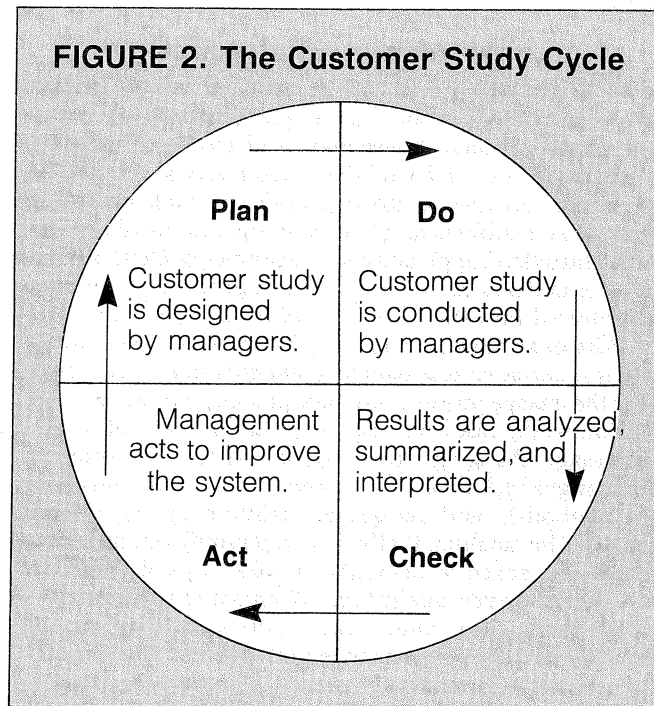 FIGURE 2. The Customer Study Cycle
Plan
Customer study
is designed
by managers.
Do
Customer study
is conducted
by managers.
Management
acts to improve
the system.
Act
Results are analyzed,
summarized, and
interpreted.
Check